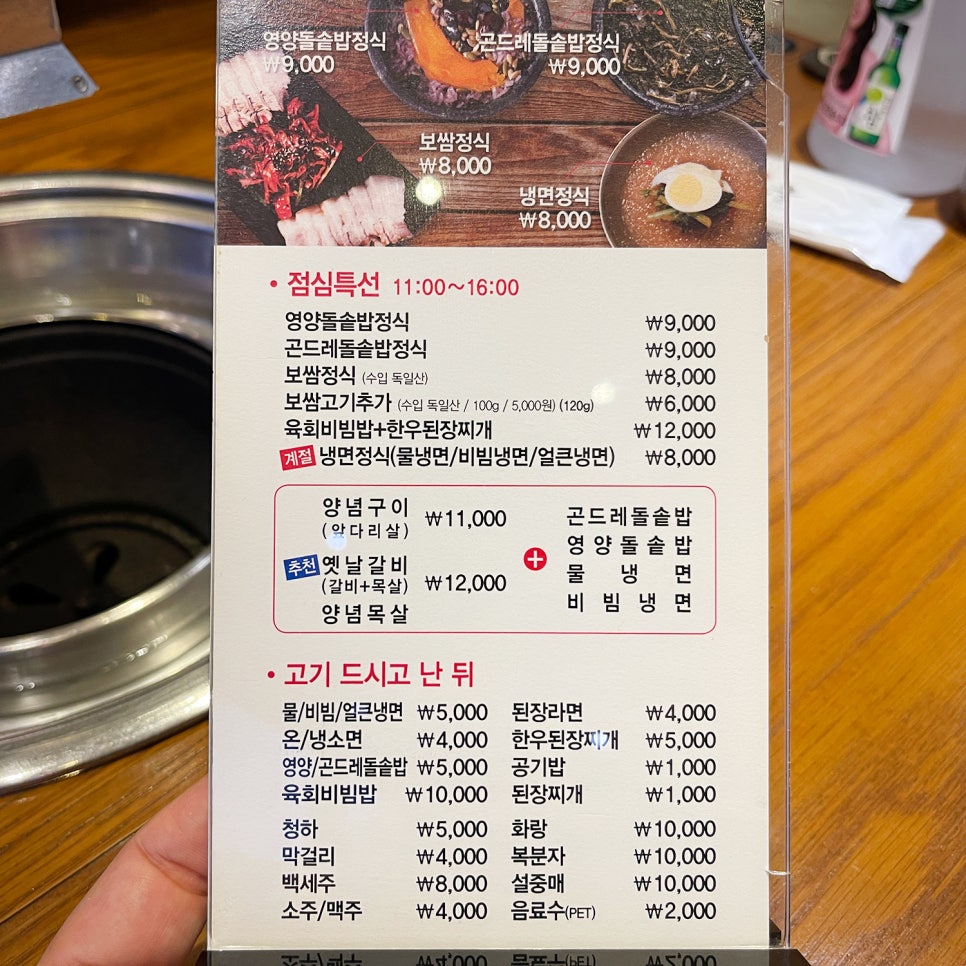 영양돌솥밥정식
₩9,000
곤드레돌솥밥정식
₩9,000
보쌈정식
₩8,000
냉면정식
₩8,000
• 점심특선 11:00~16:00
영양돌솥밥정식 ₩9,000
곤드레돌솥밥정식 ₩9,000
보쌈정식 (수입 독일산) ₩8,000
보쌈고기추가 (수입 독일산 / 100g / 5,000원) (120g) ₩6,000
육회비빔밥+한우된장찌개 ₩12,000
계절 냉면정식(물냉면/비빔냉면/얼큰냉면) ₩8,000
양념구이 ₩11,000
(앞다리살)
추천 옛날갈비
(갈비+목살) ₩12,000
양념목살
+
곤드레돌솥밥
영양돌솥밥
물냉면
비빔냉면
• 고기 드시고 난 뒤
물/비빔/얼큰냉면 ₩5,000 된장라면 ₩4,000
온/냉소면 ₩4,000 한우된장찌개 ₩5,000
영양/곤드레돌솥밥 ₩5,000 공기밥 ₩1,000
육회비빔밥 ₩10,000 된장찌개 ₩1,000
청하 ₩5,000 화랑 ₩10,000
막걸리 ₩4,000 복분자 ₩10,000
백세주 ₩8,000 설중매 ₩10,000
소주/맥주 ₩4,000 음료수(PET) ₩2,000